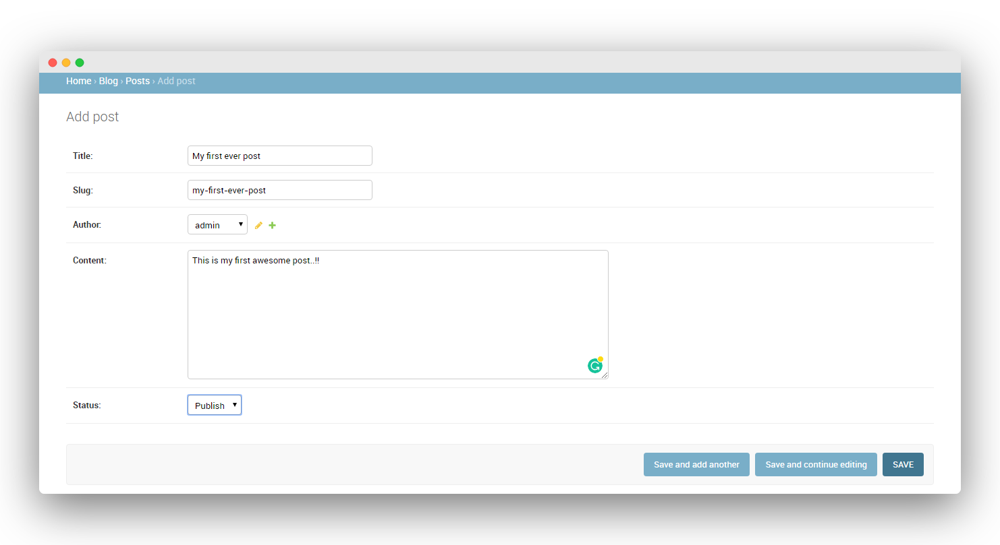 Home › Blog › Posts › Add post
Add post
Title: My first ever post
Slug: my-first-ever-post
Author: admin
Content: This is my first awesome post..!!
Status: Publish
Save and add another Save and continue editing SAVE